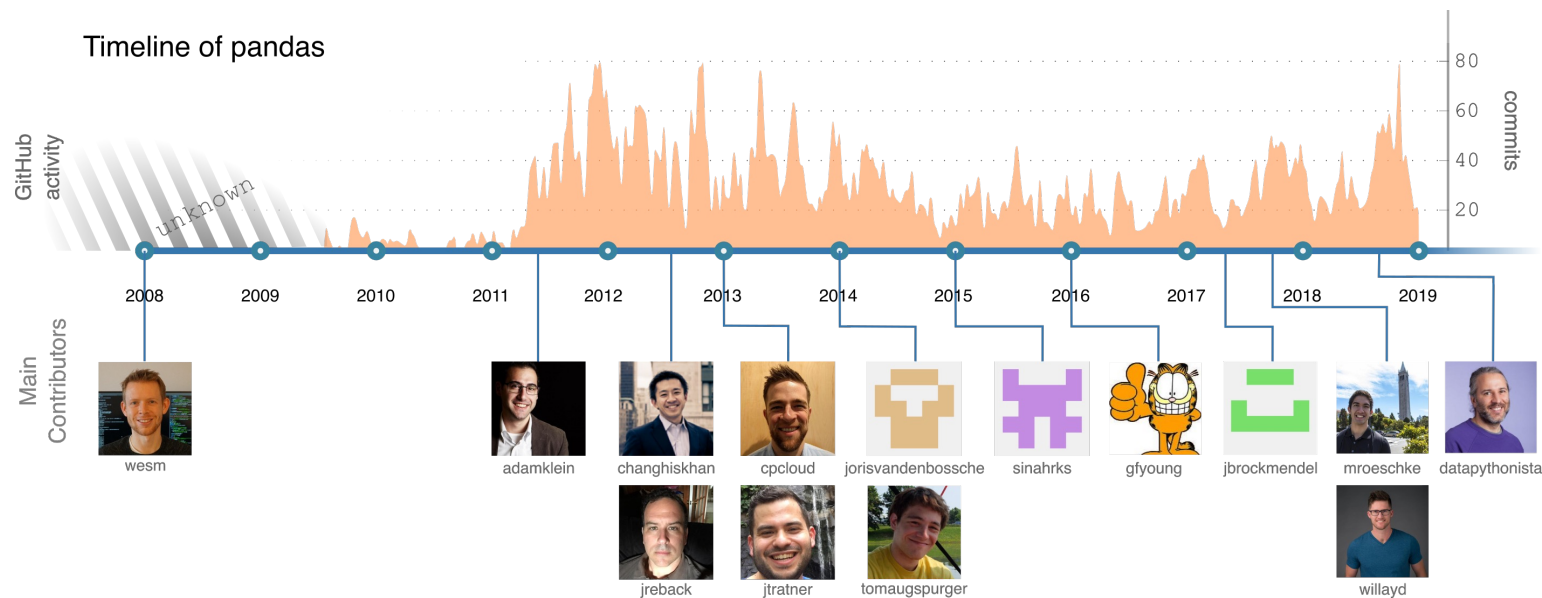 Timeline of pandas
80
60
40
20
commits
GitHub
activity
unknown
2008 2009 2010 2011 2012 2013 2014 2015 2016 2017 2018 2019
Main
Contributors
wesm adamklein changhiskhan cpcloud jorisvandenbossche sinahrks gfyoung jbrockmendel mroeschke datapythonista
jreback jtratner tomaugspurger willayd